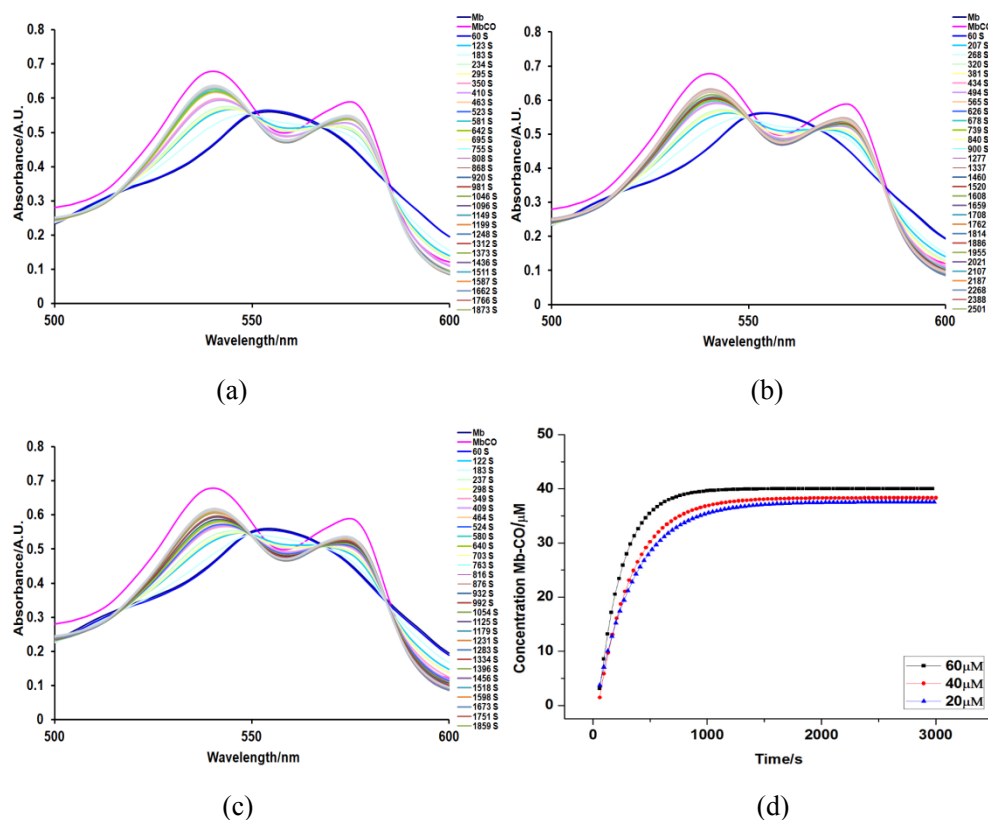 0.8
0.7
0.6
0.5
0.4
0.3
0.2
0.1
0
Absorbance/A.U.
500
550
600
Wavelength/nm
Mb
MbCO
60 S
123 S
183 S
234 S
295 S
350 S
410 S
463 S
523 S
581 S
642 S
695 S
755 S
808 S
868 S
920 S
981 S
1046 S
1096 S
1149 S
1199 S
1248 S
1312 S
1373 S
1436 S
1511 S
1587 S
1662 S
1766 S
1873 S
(a)
0.8
0.7
0.6
0.5
0.4
0.3
0.2
0.1
0
Absorbance/A.U.
500
550
600
Wavelength/nm
Mb
MbCO
60 S
207 S
268 S
320 S
381 S
434 S
494 S
565 S
626 S
678 S
739 S
840 S
900 S
1277
1337
1460
1520
1608
1659
1708
1762
1814
1886
1955
2021
2107
2187
2268
2388
2501
(b)
0.8
0.7
0.6
0.5
0.4
0.3
0.2
0.1
0
Absorbance/A.U.
500
550
600
Wavelength/nm
Mb
MbCO
60 S
122 S
183 S
237 S
298 S
349 S
409 S
464 S
524 S
580 S
640 S
703 S
763 S
816 S
876 S
932 S
992 S
1054 S
1125 S
1179 S
1231 S
1283 S
1334 S
1396 S
1456 S
1518 S
1598 S
1673 S
1751 S
1859 S
(c)
50
40
30
20
10
0
Concentration Mb-CO/μM
0
1000
2000
3000
Time/s
60μM
40μM
20μM
(d)